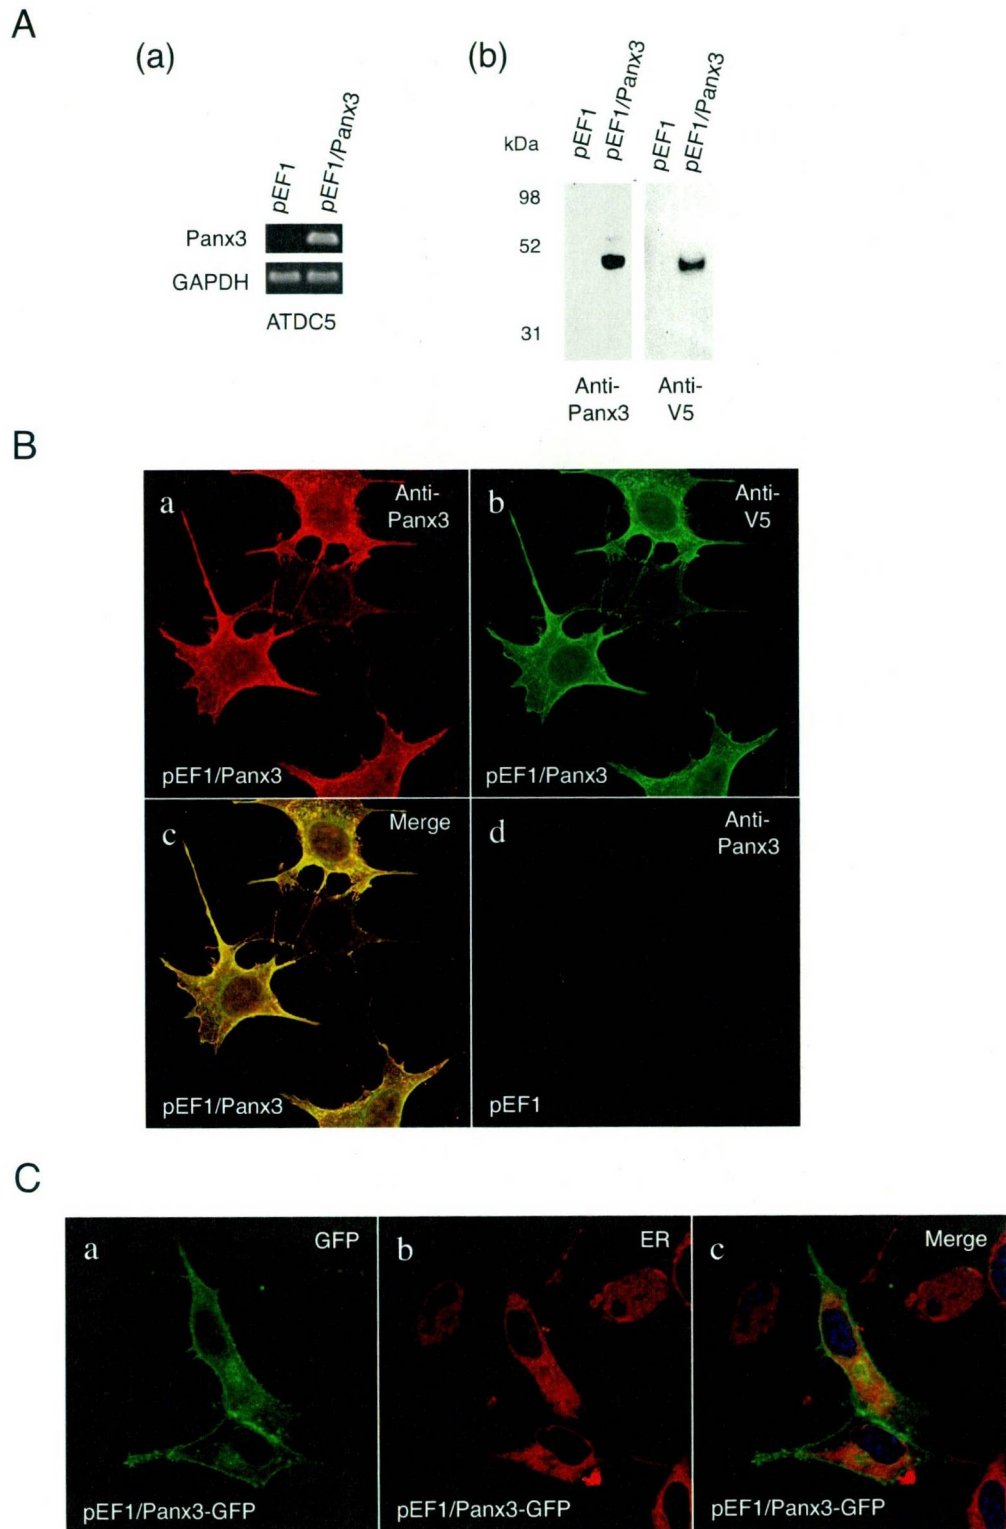 A
(a)
pEF1
pEF1/Panx3
Panx3
GAPDH
ATDC5
(b)
kDa
pEF1
pEF1/Panx3
pEF1
pEF1/Panx3
98
52
31
Anti-
Panx3
Anti-
V5
B
a
Anti-
Panx3
pEF1/Panx3
b
Anti-
V5
pEF1/Panx3
c
Merge
pEF1/Panx3
d
Anti-
Panx3
pEF1
C
a
GFP
pEF1/Panx3-GFP
b
ER
pEF1/Panx3-GFP
c
Merge
pEF1/Panx3-GFP